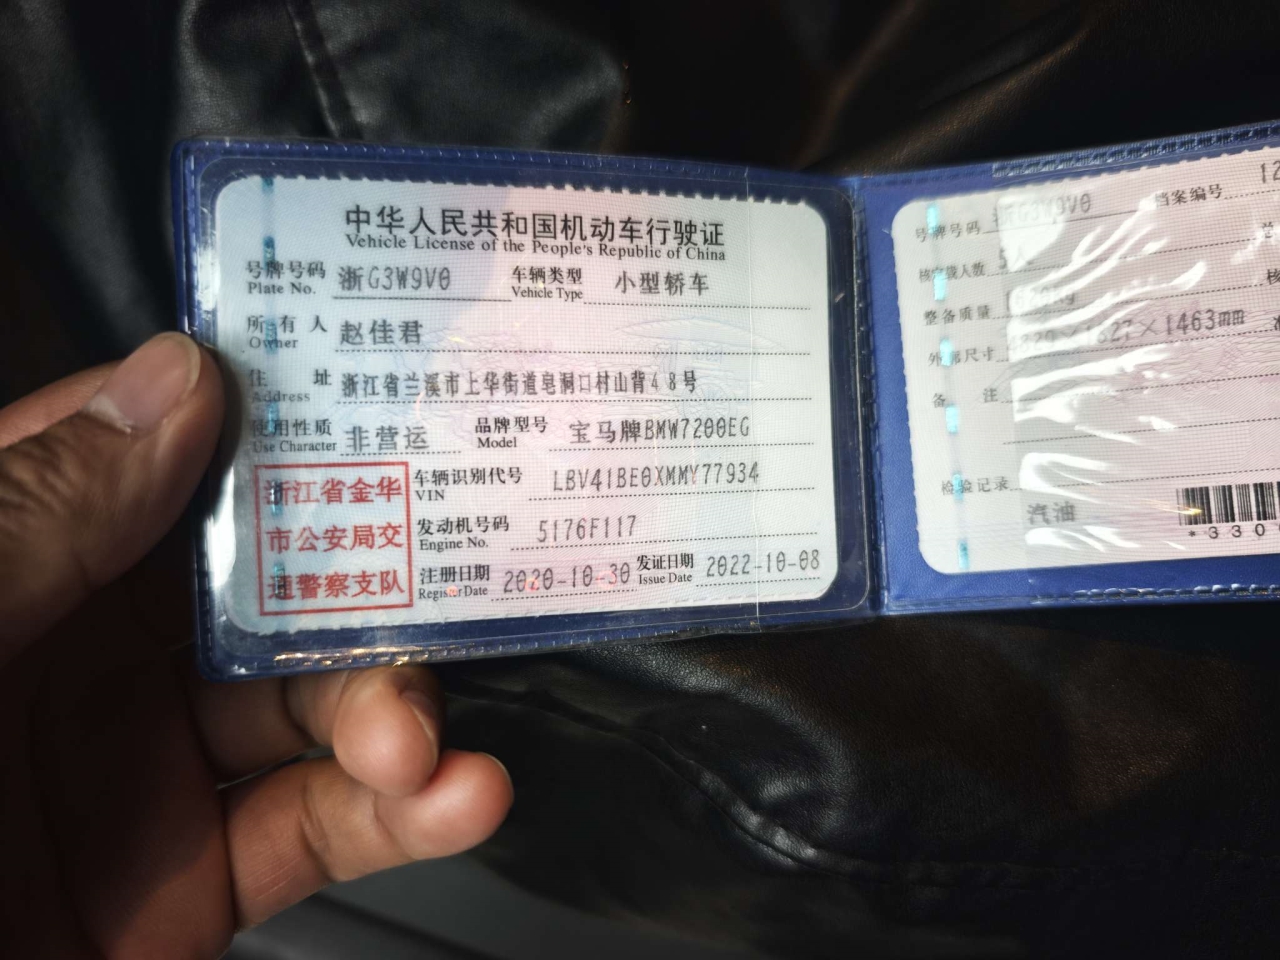 中华人民共和国机动车行驶证
Vehicle License of the People's Republic of China
号牌号码 浙G3W9V0 车辆类型 小型轿车
Plate No. Vehicle Type
所有人 赵佳君
Owner
住址 浙江省兰溪市上华街道皂洞口村山背48号
Address
使用性质 非营运 品牌型号 宝马牌BMW7200EG
Use Character Model
浙江省金华
市公安局交
通警察支队
车辆识别代号 LBV41BE0XMMY77934
VIN
发动机号码 5176F117
Engine No.
注册日期 2020-10-30 发证日期 2022-10-08
Register Date Issue Date
号牌号码 浙G3W9V0 档案编号 12
核定载人数 5人
整备质量
外廓尺寸 ×1463mm
备注
检验记录
汽油
*330